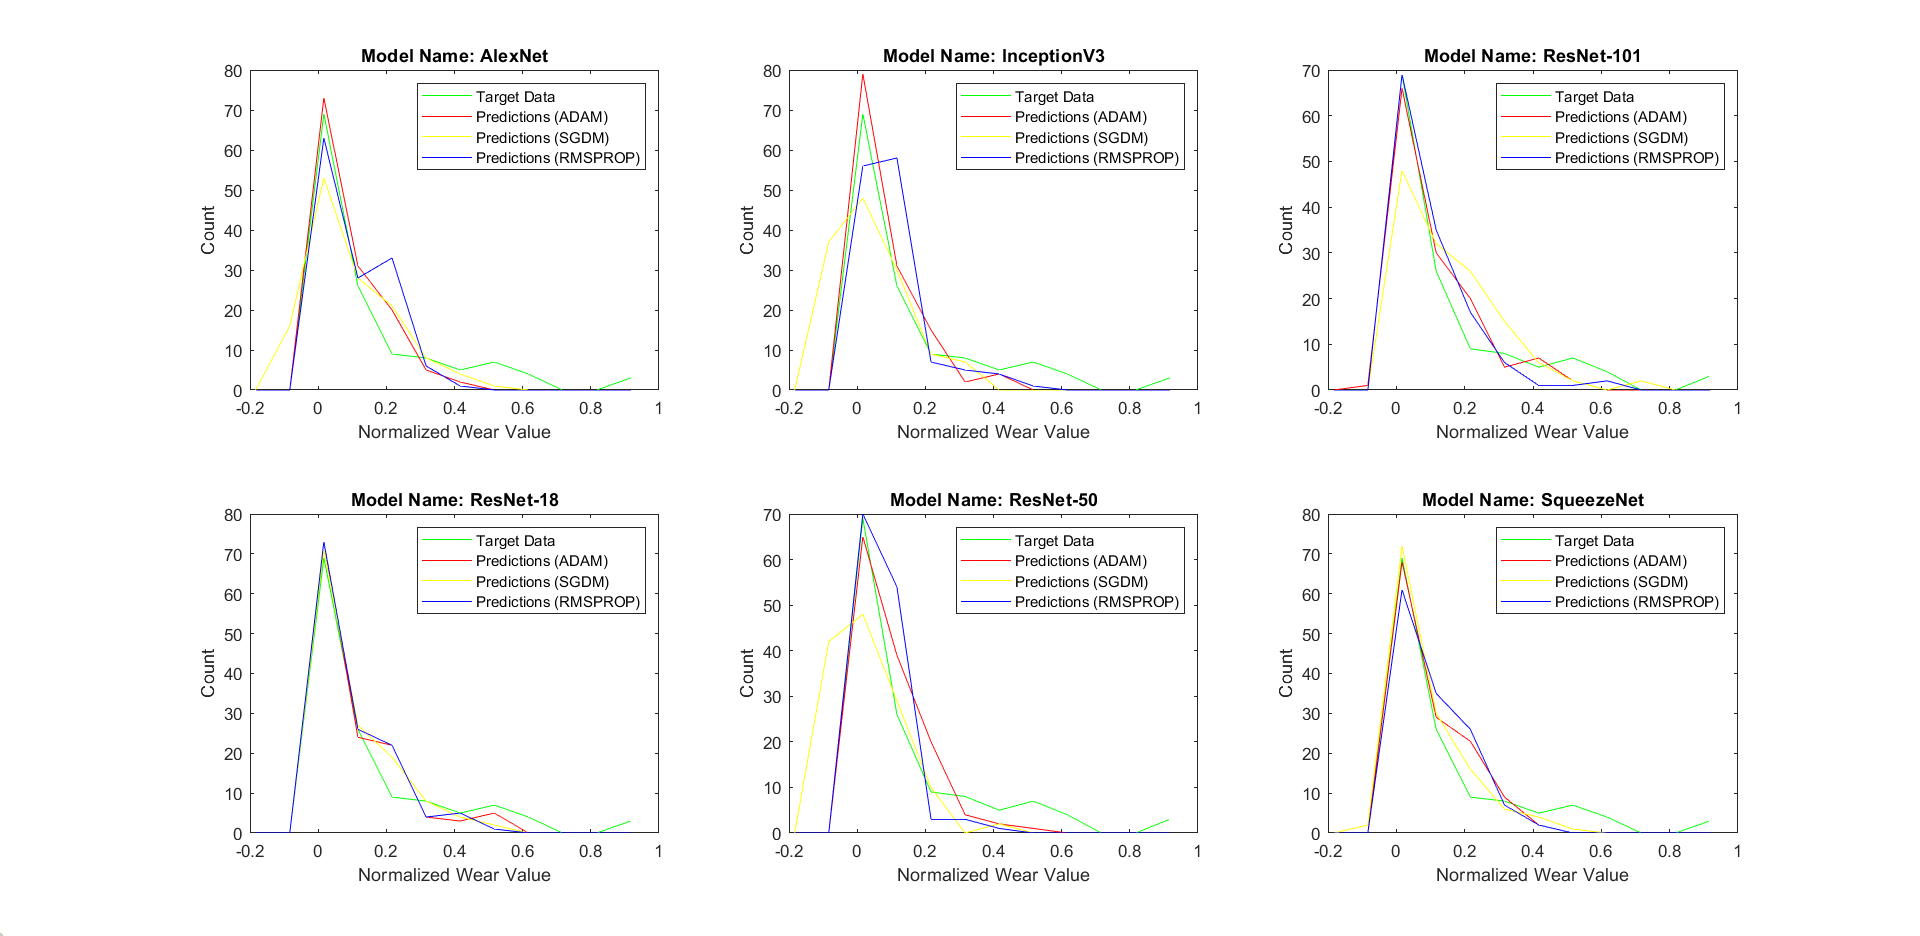 Model Name: AlexNet
80
70
60
50
40
30
20
10
0
Count
-0.2
0
0.2
0.4
0.6
0.8
1
Normalized Wear Value
Target Data
Predictions (ADAM)
Predictions (SGDM)
Predictions (RMSPROP)
Model Name: InceptionV3
80
70
60
50
40
30
20
10
0
Count
-0.2
0
0.2
0.4
0.6
0.8
1
Normalized Wear Value
Target Data
Predictions (ADAM)
Predictions (SGDM)
Predictions (RMSPROP)
Model Name: ResNet-101
70
60
50
40
30
20
10
0
Count
-0.2
0
0.2
0.4
0.6
0.8
1
Normalized Wear Value
Target Data
Predictions (ADAM)
Predictions (SGDM)
Predictions (RMSPROP)
Model Name: ResNet-18
80
70
60
50
40
30
20
10
0
Count
-0.2
0
0.2
0.4
0.6
0.8
1
Normalized Wear Value
Target Data
Predictions (ADAM)
Predictions (SGDM)
Predictions (RMSPROP)
Model Name: ResNet-50
70
60
50
40
30
20
10
0
Count
-0.2
0
0.2
0.4
0.6
0.8
1
Normalized Wear Value
Target Data
Predictions (ADAM)
Predictions (SGDM)
Predictions (RMSPROP)
Model Name: SqueezeNet
80
70
60
50
40
30
20
10
0
Count
-0.2
0
0.2
0.4
0.6
0.8
1
Normalized Wear Value
Target Data
Predictions (ADAM)
Predictions (SGDM)
Predictions (RMSPROP)